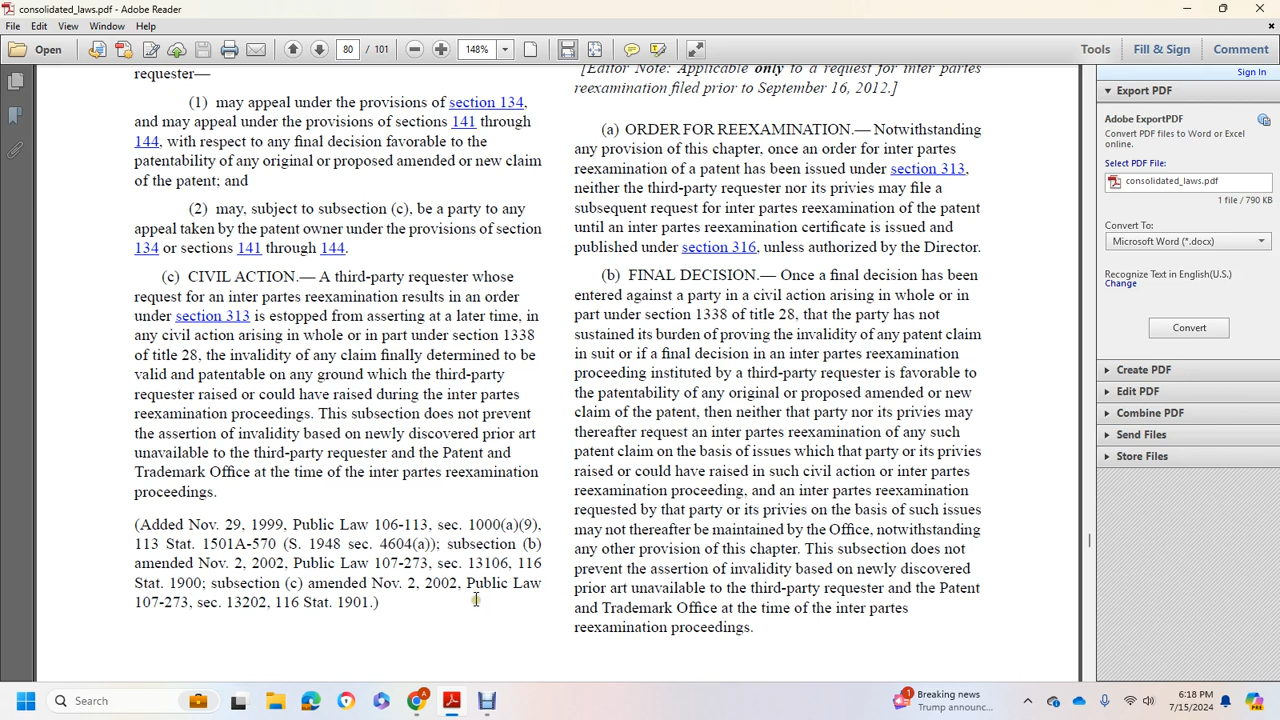 consolidated_laws.pdf - Adobe Reader
File Edit View Window Help
Open
80 / 101
148%
Tools Fill & Sign Comment
requester—
(1) may appeal under the provisions of section 134,
and may appeal under the provisions of sections 141 through
144, with respect to any final decision favorable to the
patentability of any original or proposed amended or new claim
of the patent; and
(2) may, subject to subsection (c), be a party to any
appeal taken by the patent owner under the provisions of section
134 or sections 141 through 144.
(c) CIVIL ACTION.— A third-party requester whose
request for an inter partes reexamination results in an order
under section 313 is estopped from asserting at a later time, in
any civil action arising in whole or in part under section 1338
of title 28, the invalidity of any claim finally determined to be
valid and patentable on any ground which the third-party
requester raised or could have raised during the inter partes
reexamination proceedings. This subsection does not prevent
the assertion of invalidity based on newly discovered prior art
unavailable to the third-party requester and the Patent and
Trademark Office at the time of the inter partes reexamination
proceedings.
(Added Nov. 29, 1999, Public Law 106-113, sec. 1000(a)(9),
113 Stat. 1501A-570 (S. 1948 sec. 4604(a)); subsection (b)
amended Nov. 2, 2002, Public Law 107-273, sec. 13106, 116
Stat. 1900; subsection (c) amended Nov. 2, 2002, Public Law
107-273, sec. 13202, 116 Stat. 1901.)
[Editor Note: Applicable only to a request for inter partes
reexamination filed prior to September 16, 2012.]
(a) ORDER FOR REEXAMINATION.— Notwithstanding
any provision of this chapter, once an order for inter partes
reexamination of a patent has been issued under section 313,
neither the third-party requester nor its privies may file a
subsequent request for inter partes reexamination of the patent
until an inter partes reexamination certificate is issued and
published under section 316, unless authorized by the Director.
(b) FINAL DECISION.— Once a final decision has been
entered against a party in a civil action arising in whole or in
part under section 1338 of title 28, that the party has not
sustained its burden of proving the invalidity of any patent claim
in suit or if a final decision in an inter partes reexamination
proceeding instituted by a third-party requester is favorable to
the patentability of any original or proposed amended or new
claim of the patent, then neither that party nor its privies may
thereafter request an inter partes reexamination of any such
patent claim on the basis of issues which that party or its privies
raised or could have raised in such civil action or inter partes
reexamination proceeding, and an inter partes reexamination
requested by that party or its privies on the basis of such issues
may not thereafter be maintained by the Office, notwithstanding
any other provision of this chapter. This subsection does not
prevent the assertion of invalidity based on newly discovered
prior art unavailable to the third-party requester and the Patent
and Trademark Office at the time of the inter partes
reexamination proceedings.
Sign In
Export PDF
Adobe ExportPDF
Convert PDF files to Word or Excel
online.
Select PDF File:
consolidated_laws.pdf
1 file / 790 KB
Convert To:
Microsoft Word (*.docx)
Recognize Text in English(U.S.)
Change
Convert
Create PDF
Edit PDF
Combine PDF
Send Files
Store Files
Search
1
Breaking news
Trump announc...
6:18 PM
7/15/2024